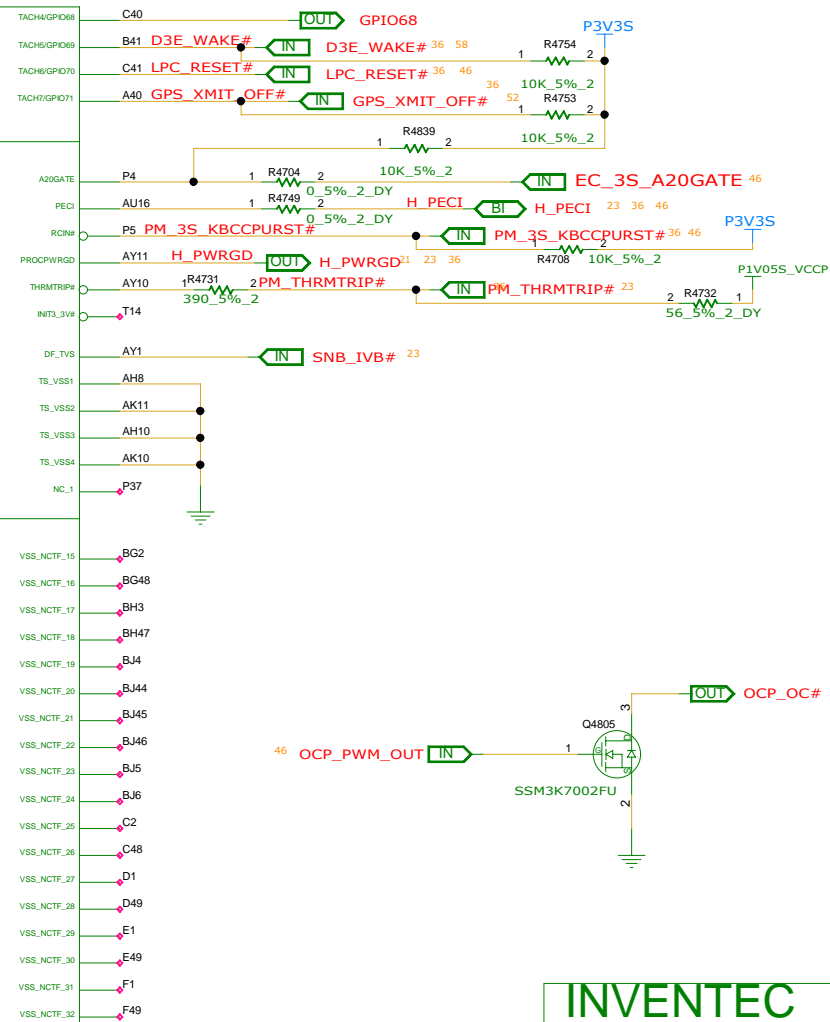 TACH4/GPIO68 C40 OUT GPIO68
P3V3S
TACH5/GPIO69 B41 D3E_WAKE# IN D3E_WAKE# 36 58 1 R4754 2
10K_5%_2
TACH6/GPIO70 C41 LPC_RESET# IN LPC_RESET# 36 46
36
TACH7/GPIO71 A40 GPS_XMIT_OFF# IN GPS_XMIT_OFF# 52 1 R4753 2
10K_5%_2
1 R4839 2
10K_5%_2
A20GATE P4 1 R4704 2 IN EC_3S_A20GATE 46
0_5%_2_DY
PECI AU16 1 R4749 2 H_PECI BI H_PECI 23 36 46
0_5%_2_DY
P3V3S
RCIN# P5 PM_3S_KBCCPURST# IN PM_3S_KBCCPURST# 36 46
1 R4708 2 10K_5%_2
PROCPWRGD AY11 H_PWRGD OUT H_PWRGD 21 23 36
P1V05S_VCCP
THRMTRIP# AY10 1 R4731 2 PM_THRMTRIP# IN PM_THRMTRIP# 23
390_5%_2
2 R4732 1
56_5%_2_DY
INIT3_3V# T14
DF_TVS AY1 IN SNB_IVB# 23
TS_VSS1 AH8
TS_VSS2 AK11
TS_VSS3 AH10
TS_VSS4 AK10
NC_1 P37
VSS_NCTF_15 BG2
VSS_NCTF_16 BG48
VSS_NCTF_17 BH3
VSS_NCTF_18 BH47
VSS_NCTF_19 BJ4
VSS_NCTF_20 BJ44
VSS_NCTF_21 BJ45
VSS_NCTF_22 BJ46
VSS_NCTF_23 BJ5
VSS_NCTF_24 BJ6
VSS_NCTF_25 C2
VSS_NCTF_26 C48
VSS_NCTF_27 D1
VSS_NCTF_28 D49
VSS_NCTF_29 E1
VSS_NCTF_30 E49
VSS_NCTF_31 F1
VSS_NCTF_32 F49
OUT OCP_OC#
3
Q4805
D
46 OCP_PWM_OUT IN 1 G
S
SSM3K7002FU
2
INVENTEC